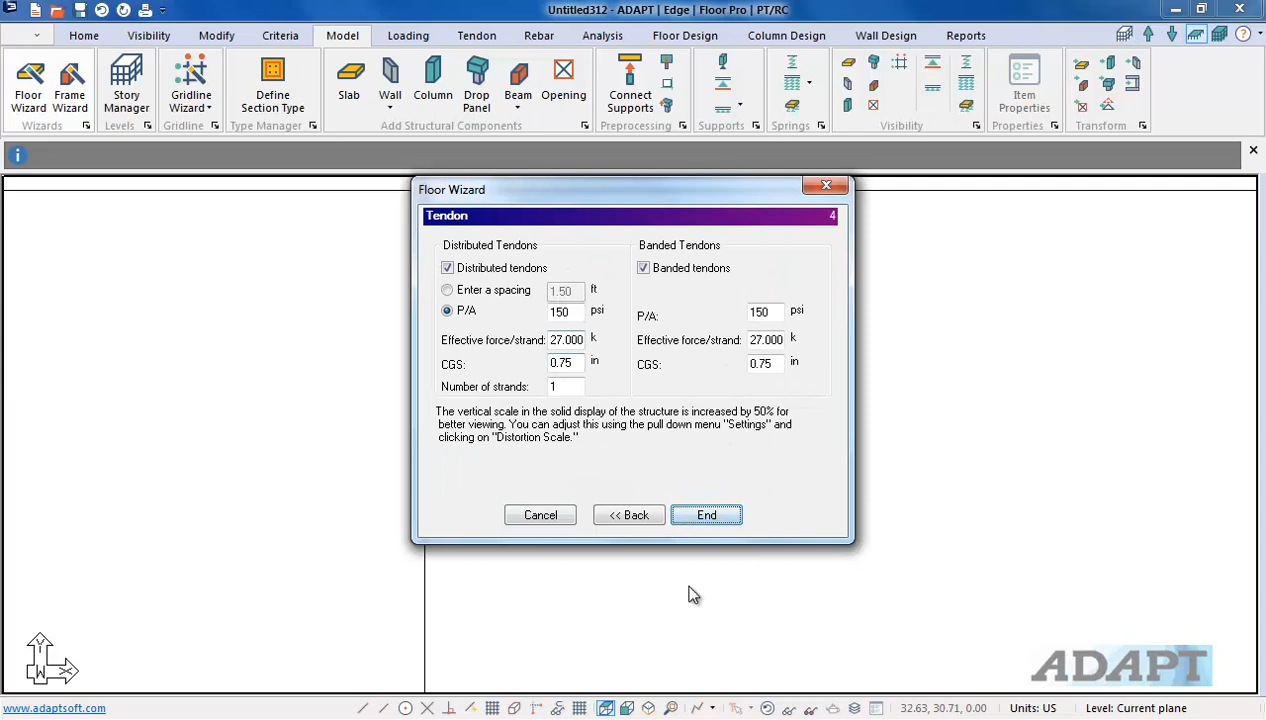 Untitled312 - ADAPT | Edge | Floor Pro | PT/RC
Home Visibility Modify Criteria Model Loading Tendon Rebar Analysis Floor Design Column Design Wall Design Reports
Floor Wizard
Frame Wizard
Story Manager
Gridline Wizard
Define Section Type
Slab
Wall
Column
Drop Panel
Beam
Opening
Connect Supports
Item Properties
Wizards Levels Gridline Type Manager Add Structural Components Preprocessing Supports Springs Visibility Properties Transform
Floor Wizard
Tendon 4
Distributed Tendons
Distributed tendons
Enter a spacing 1.50 ft
P/A 150 psi
Effective force/strand: 27.000 k
CGS: 0.75 in
Number of strands: 1
Banded Tendons
Banded tendons
P/A: 150 psi
Effective force/strand: 27.000 k
CGS: 0.75 in
The vertical scale in the solid display of the structure is increased by 50% for
better viewing. You can adjust this using the pull down menu "Settings" and
clicking on "Distortion Scale."
Cancel << Back End
Y
W X
ADAPT
www.adaptsoft.com 32.63, 30.71, 0.00 Units: US Level: Current plane